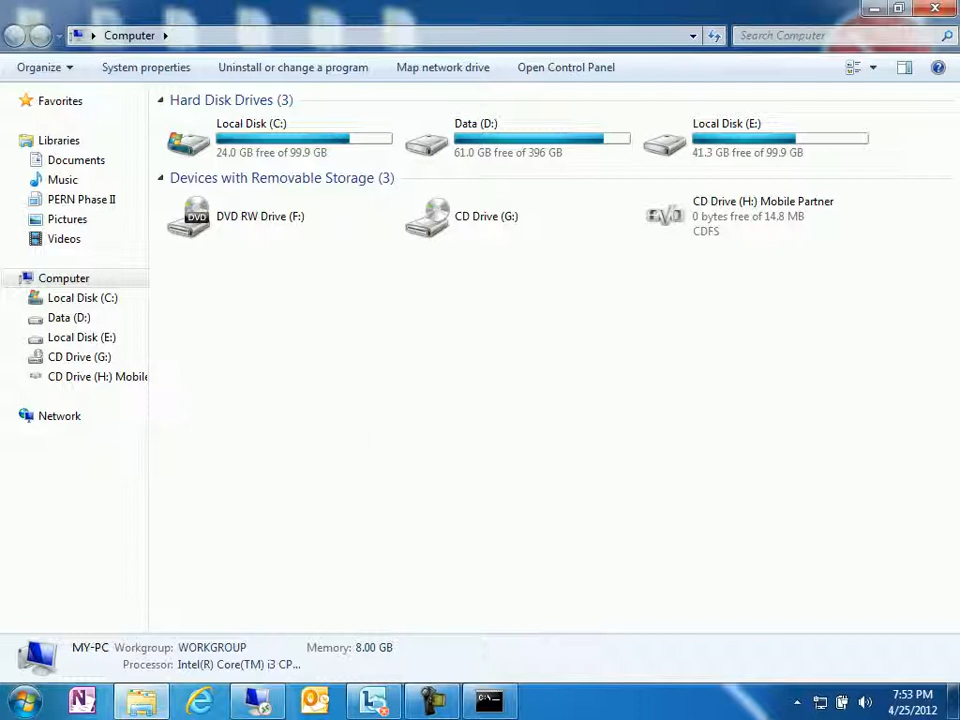 Computer
Search Computer
Organize System properties Uninstall or change a program Map network drive Open Control Panel
Favorites
Libraries
Documents
Music
PERN Phase II
Pictures
Videos
Computer
Local Disk (C:)
Data (D:)
Local Disk (E:)
CD Drive (G:)
CD Drive (H:) Mobile
Network
Hard Disk Drives (3)
Local Disk (C:)
24.0 GB free of 99.9 GB
Data (D:)
61.0 GB free of 396 GB
Local Disk (E:)
41.3 GB free of 99.9 GB
Devices with Removable Storage (3)
DVD
DVD RW Drive (F:)
CD Drive (G:)
CD Drive (H:) Mobile Partner
0 bytes free of 14.8 MB
CDFS
MY-PC Workgroup: WORKGROUP Memory: 8.00 GB
Processor: Intel(R) Core(TM) i3 CP...
7:53 PM
4/25/2012